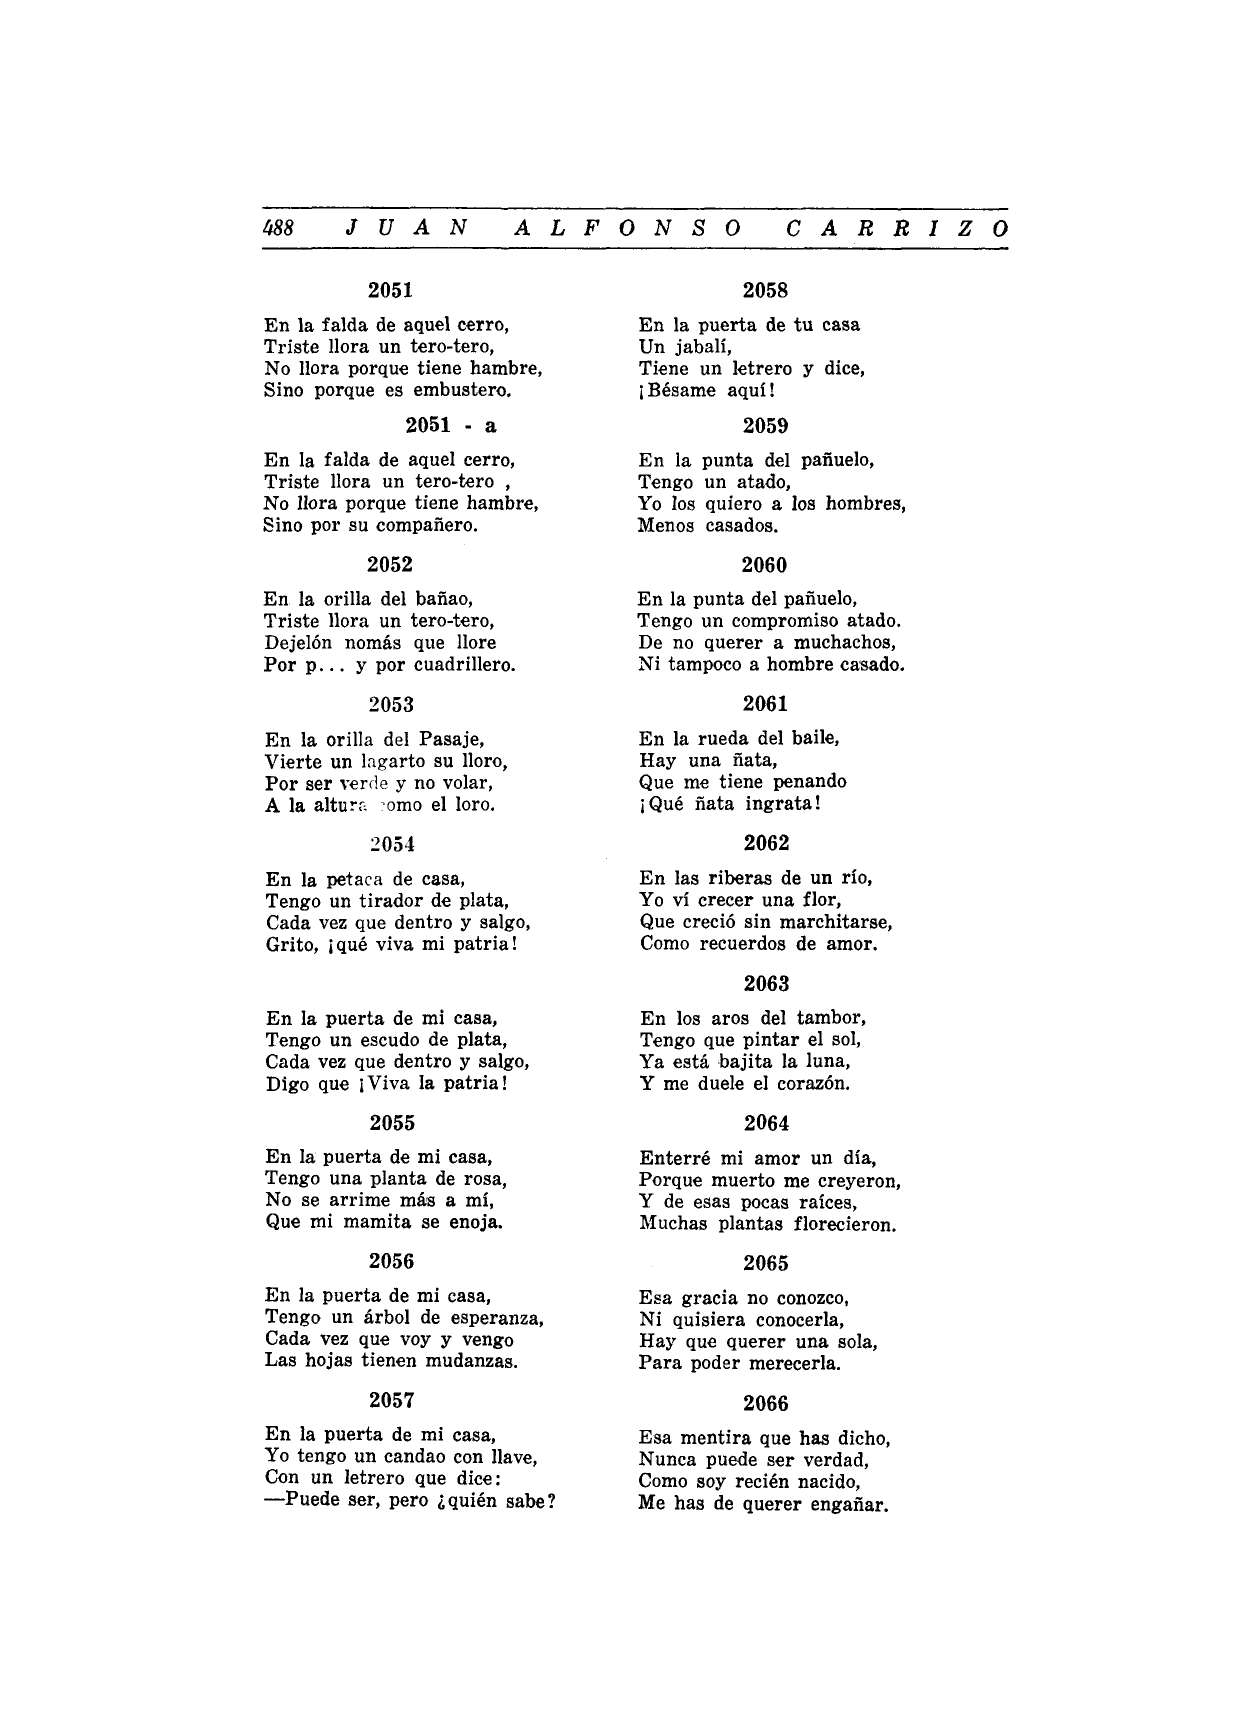 488 JUAN ALFONSO CARRIZO
2051
En la falda de aquel cerro,
Triste llora un tero-tero,
No llora porque tiene hambre,
Sino porque es embustero.
2051 - a
En la falda de aquel cerro,
Triste llora un tero-tero ,
No llora porque tiene hambre,
Sino por su compañero.
2052
En la orilla del bañao,
Triste llora un tero-tero,
Dejelón nomás que llore
Por p... y por cuadrillero.
2053
En la orilla del Pasaje,
Vierte un lagarto su lloro,
Por ser verde y no volar,
A la altura como el loro.
2054
En la petaca de casa,
Tengo un tirador de plata,
Cada vez que dentro y salgo,
Grito, ¡qué viva mi patria!
En la puerta de mi casa,
Tengo un escudo de plata,
Cada vez que dentro y salgo,
Digo que ¡Viva la patria!
2055
En la puerta de mi casa,
Tengo una planta de rosa,
No se arrime más a mí,
Que mi mamita se enoja.
2056
En la puerta de mi casa,
Tengo un árbol de esperanza,
Cada vez que voy y vengo
Las hojas tienen mudanzas.
2057
En la puerta de mi casa,
Yo tengo un candao con llave,
Con un letrero que dice:
—Puede ser, pero ¿quién sabe?
2058
En la puerta de tu casa
Un jabalí,
Tiene un letrero y dice,
¡Bésame aquí!
2059
En la punta del pañuelo,
Tengo un atado,
Yo los quiero a los hombres,
Menos casados.
2060
En la punta del pañuelo,
Tengo un compromiso atado.
De no querer a muchachos,
Ni tampoco a hombre casado.
2061
En la rueda del baile,
Hay una ñata,
Que me tiene penando
¡Qué ñata ingrata!
2062
En las riberas de un río,
Yo ví crecer una flor,
Que creció sin marchitarse,
Como recuerdos de amor.
2063
En los aros del tambor,
Tengo que pintar el sol,
Ya está bajita la luna,
Y me duele el corazón.
2064
Enterré mi amor un día,
Porque muerto me creyeron,
Y de esas pocas raíces,
Muchas plantas florecieron.
2065
Esa gracia no conozco,
Ni quisiera conocerla,
Hay que querer una sola,
Para poder merecerla.
2066
Esa mentira que has dicho,
Nunca puede ser verdad,
Como soy recién nacido,
Me has de querer engañar.